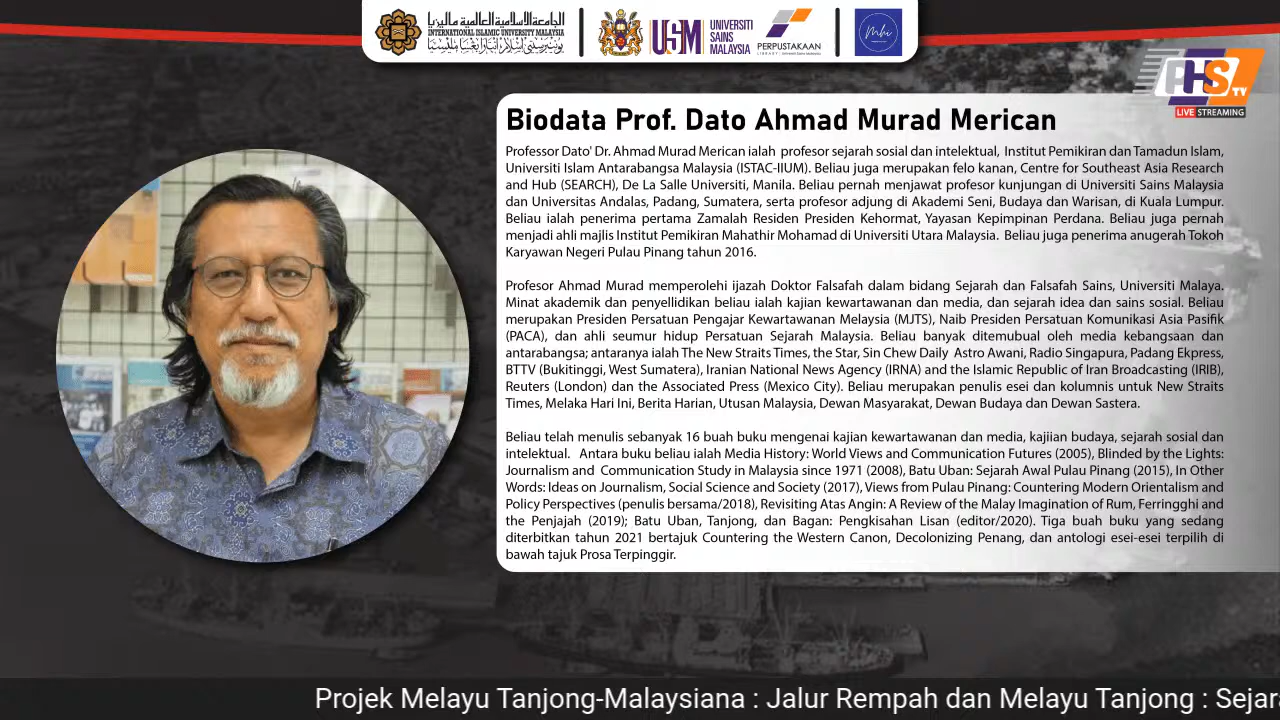 الجامعة الإسلامية العالمية ماليزيا
INTERNATIONAL ISLAMIC UNIVERSITY MALAYSIA
يونيۏرسيتي اسلام انتارابڠسا مليسيا
USM
UNIVERSITI
SAINS
MALAYSIA
PERPUSTAKAAN
Mhi
PHS TV
LIVE STREAMING
Biodata Prof. Dato Ahmad Murad Merican
Professor Dato' Dr. Ahmad Murad Merican ialah profesor sejarah sosial dan intelektual, Institut Pemikiran dan Tamadun Islam,
Universiti Islam Antarabangsa Malaysia (ISTAC-IIUM). Beliau juga merupakan felo kanan, Centre for Southeast Asia Research
and Hub (SEARCH), De La Salle Universiti, Manila. Beliau pernah menjawat profesor kunjungan di Universiti Sains Malaysia
dan Universitas Andalas, Padang, Sumatera, serta profesor adjung di Akademi Seni, Budaya dan Warisan, di Kuala Lumpur.
Beliau ialah penerima pertama Zamalah Residen Presiden Kehormat, Yayasan Kepimpinan Perdana. Beliau juga pernah
menjadi ahli majlis Institut Pemikiran Mahathir Mohamad di Universiti Utara Malaysia. Beliau juga penerima anugerah Tokoh
Karyawan Negeri Pulau Pinang tahun 2016.
Profesor Ahmad Murad memperolehi ijazah Doktor Falsafah dalam bidang Sejarah dan Falsafah Sains, Universiti Malaya.
Minat akademik dan penyellidikan beliau ialah kajian kewartawanan dan media, dan sejarah idea dan sains sosial. Beliau
merupakan Presiden Persatuan Pengajar Kewartawanan Melaysia (MJTS), Naib Presiden Persatuan Komunikasi Asia Pasifik
(PACA), dan ahli seumur hidup Persatuan Sejarah Malaysia. Beliau banyak ditemubual oleh media kebangsaan dan
antarabangsa; antaranya ialah The New Straits Times, the Star, Sin Chew Daily Astro Awani, Radio Singapura, Padang Ekpress,
BTTV (Bukitinggi, West Sumatera), Iranian National News Agency (IRNA) and the Islamic Republic of Iran Broadcasting (IRIB),
Reuters (London) dan the Associated Press (Mexico City). Beliau merupakan penulis esei dan kolumnis untuk New Straits
Times, Melaka Hari Ini, Berita Harian, Utusan Malaysia, Dewan Masyarakat, Dewan Budaya dan Dewan Sastera.
Beliau telah menulis sebanyak 16 buah buku mengenai kajian kewartawanan dan media, kajiian budaya, sejarah sosial dan
intelektual. Antara buku beliau ialah Media History: World Views and Communication Futures (2005), Blinded by the Lights:
Journalism and Communication Study in Malaysia since 1971 (2008), Batu Uban: Sejarah Awal Pulau Pinang (2015), In Other
Words: Ideas on Journalism, Social Science and Society (2017), Views from Pulau Pinang: Countering Modern Orientalism and
Policy Perspectives (penulis bersama/2018), Revisiting Atas Angin: A Review of the Malay Imagination of Rum, Ferringghi and
the Penjajah (2019); Batu Uban, Tanjong, dan Bagan: Pengkisahan Lisan (editor/2020). Tiga buah buku yang sedang
diterbitkan tahun 2021 bertajuk Countering the Western Canon, Decolonizing Penang, dan antologi esei-esei terpilih di
bawah tajuk Prosa Terpinggir.
Projek Melayu Tanjong-Malaysiana : Jalur Rempah dan Melayu Tanjong : Sejar